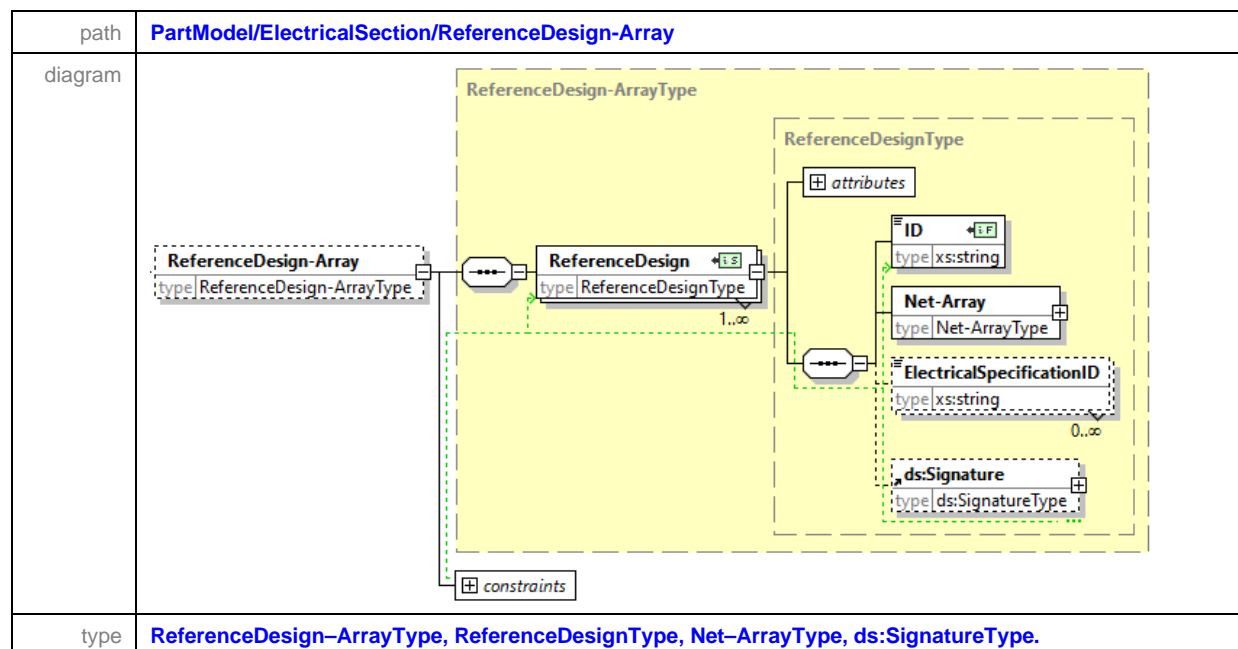 path
PartModel/ElectricalSection/ReferenceDesign-Array
diagram
ReferenceDesign-ArrayType
ReferenceDesignType
attributes
ID
type xs:string
ReferenceDesign-Array
type ReferenceDesign-ArrayType
ReferenceDesign
type ReferenceDesignType
1..∞
Net-Array
type Net-ArrayType
ElectricalSpecificationID
type xs:string
0..∞
ds:Signature
type ds:SignatureType
constraints
type
ReferenceDesign–ArrayType, ReferenceDesignType, Net–ArrayType, ds:SignatureType.